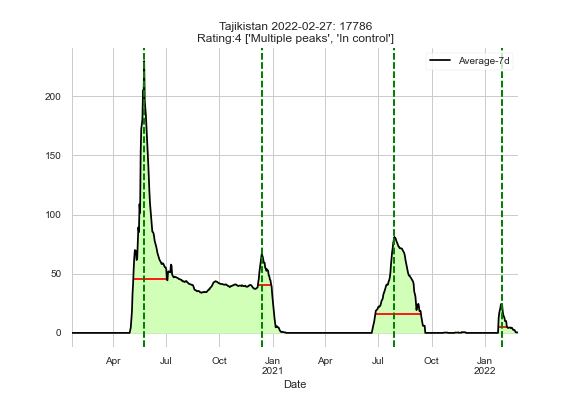 Tajikistan 2022-02-27: 17786
Rating:4 ['Multiple peaks', 'In control']
Average-7d
200
150
100
50
0
Apr
Jul
Oct
Jan
2021
Apr
Jul
Oct
Jan
2022
Date